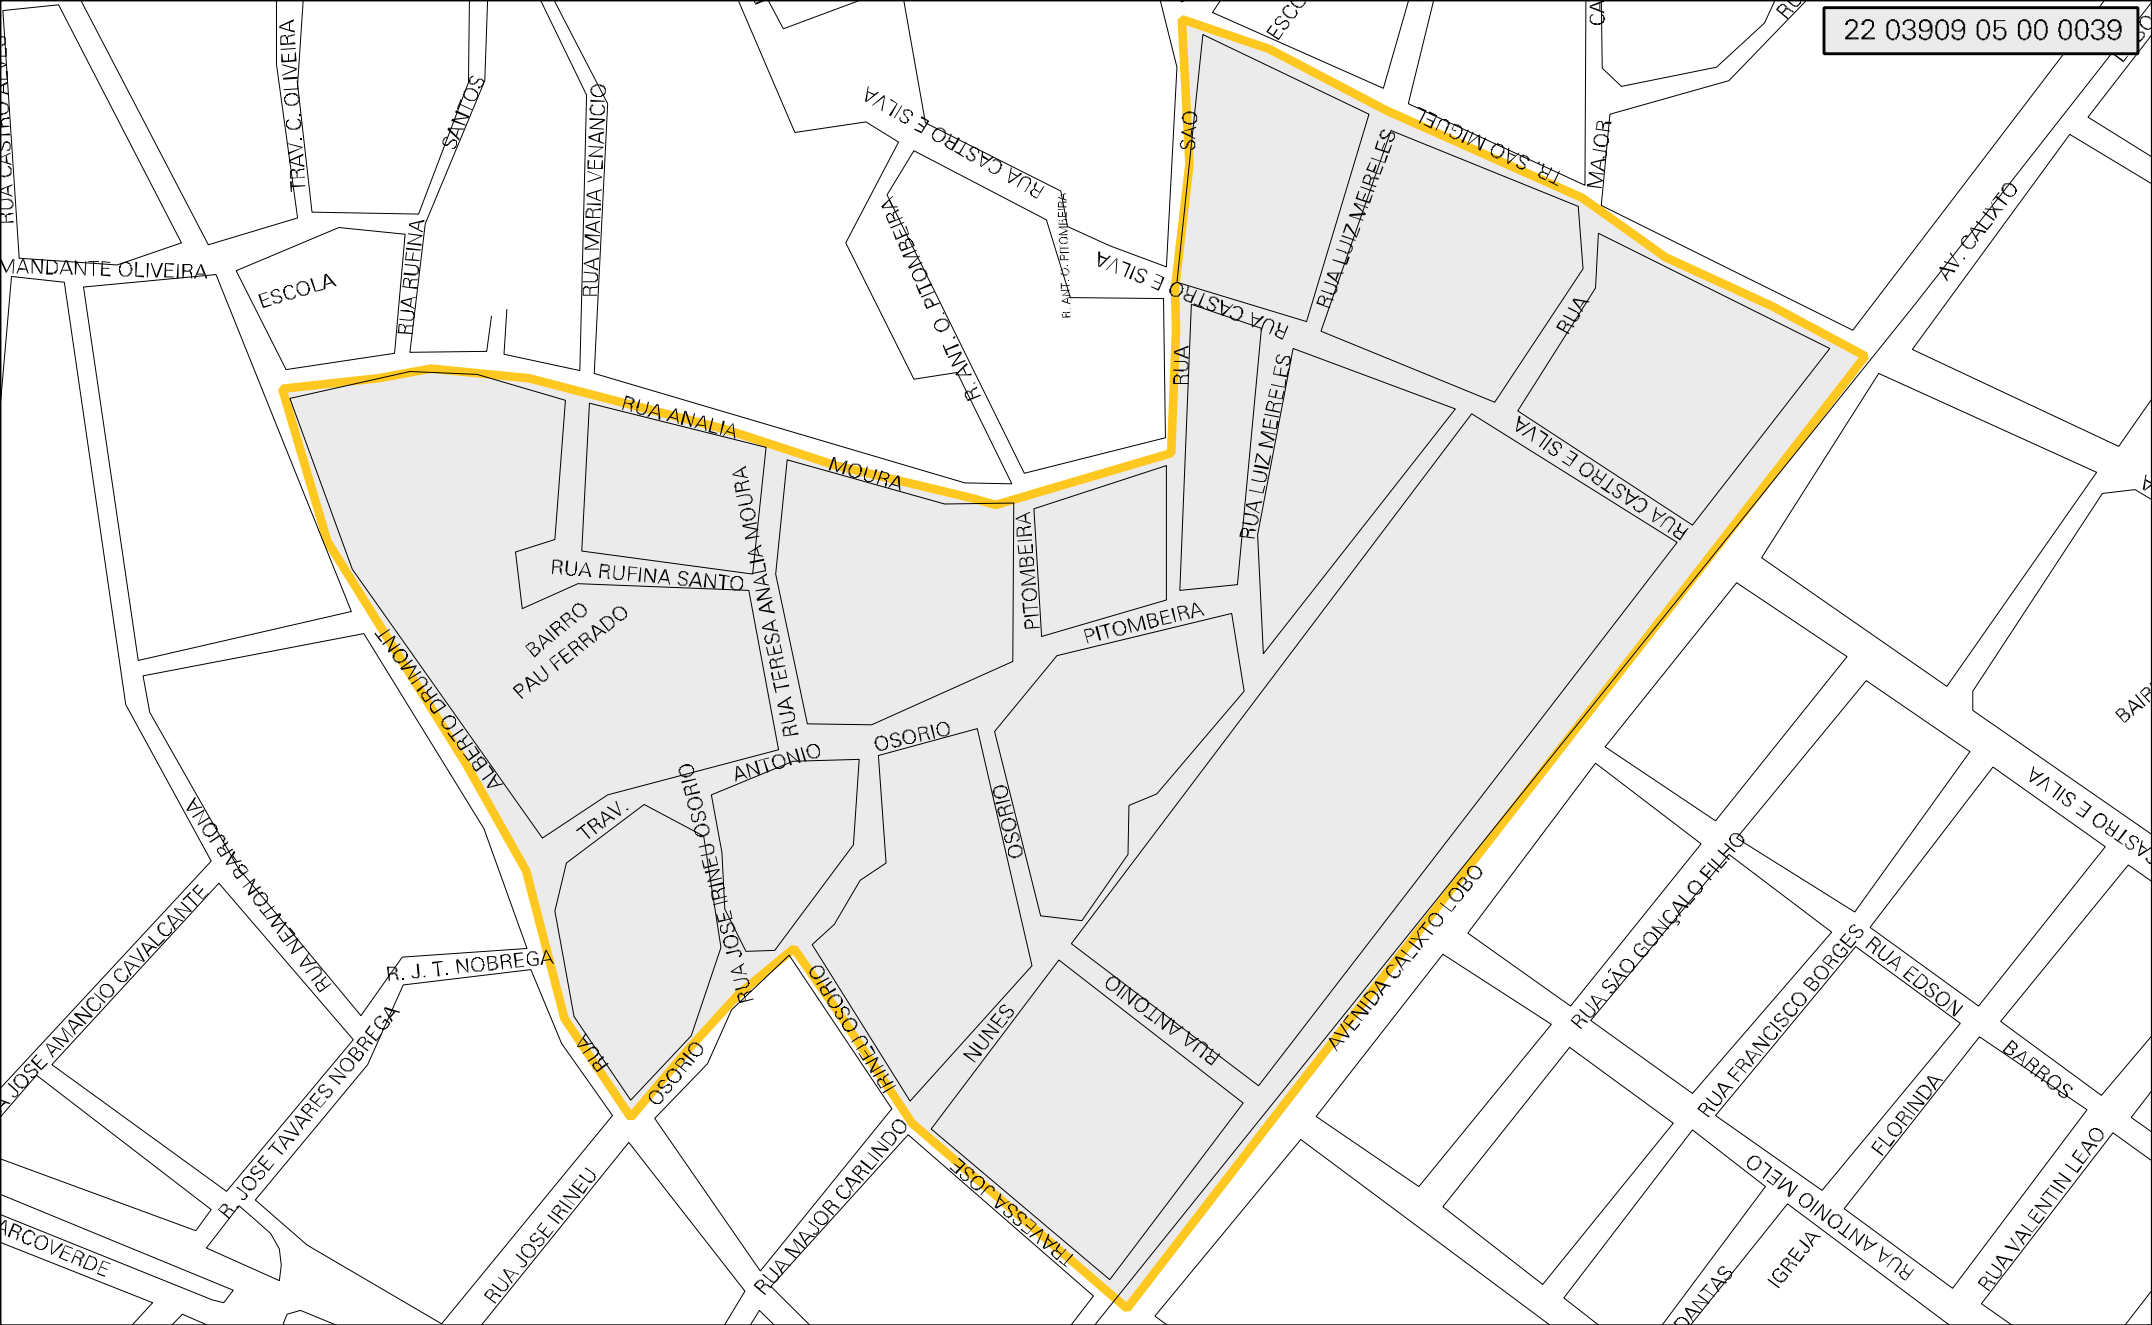 22 03909 05 00 0039
RUA CASTRO ALVES
TRAV. C. OLIVEIRA
SANTOS
RUA RUFINA
RUA MARIA VENANCIO
MANDANTE OLIVEIRA
ESCOLA
RUA CASTRO E SILVA
R. ANT. O. PITOMBEIRA
R. ANT. O. PITOMBEIRA
RUA CASTRO E SILVA
SAO
RUA
TR. SAO MIGUEL
MAJOR
RUA LUIZ MEIRELES
RUA LUIZ MEIRELES
RUA
AV. CALIXTO
RUA CASTRO E SILVA
RUA ANALIA
MOURA
RUA TERESA ANALIA MOURA
RUA RUFINA SANTO
BAIRRO
PAU FERRADO
PITOMBEIRA
PITOMBEIRA
ALBERTO DRUMONT
RUA
TRAV.
ANTONIO
OSORIO
OSORIO
RUA JOSE IRINEU OSORIO
RUA NEWTON BARJONA
R. J. T. NOBREGA
A JOSE AMANCIO CAVALCANTE
R. JOSE TAVARES NOBREGA
ARCOVERDE
RUA JOSE IRINEU
OSORIO
IRINEU OSORIO
TRAVESSA JOSE
RUA MAJOR CARLINDO
NUNES
RUA ANTONIO
AVENIDA CALIXTO LOBO
RUA SÃO GONÇALO FILHO
RUA FRANCISCO BORGES
RUA EDSON
BARROS
FLORINDA
RUA ANTONIO MELO
IGREJA
DANTAS
RUA VALENTIN LEAO
CASTRO E SILVA